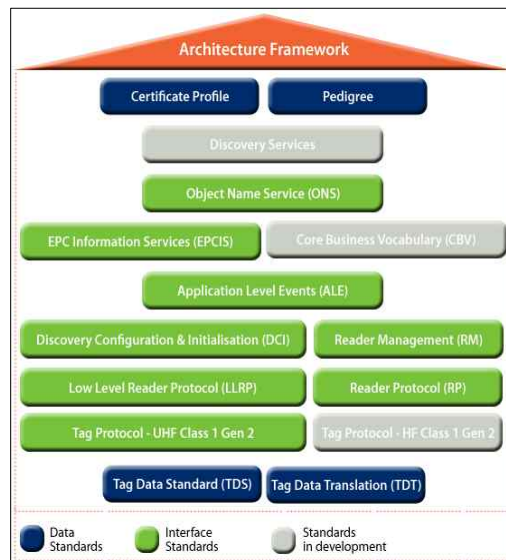 Architecture Framework
Certificate Profile
Pedigree
Discovery Services
Object Name Service (ONS)
EPC Information Services (EPCIS)
Core Business Vocabulary (CBV)
Application Level Events (ALE)
Discovery Configuration & Initialisation (DCI)
Reader Management (RM)
Low Level Reader Protocol (LLRP)
Reader Protocol (RP)
Tag Protocol - UHF Class 1 Gen 2
Tag Protocol - HF Class 1 Gen 2
Tag Data Standard (TDS)
Tag Data Translation (TDT)
Data
Standards
Interface
Standards
Standards
in development